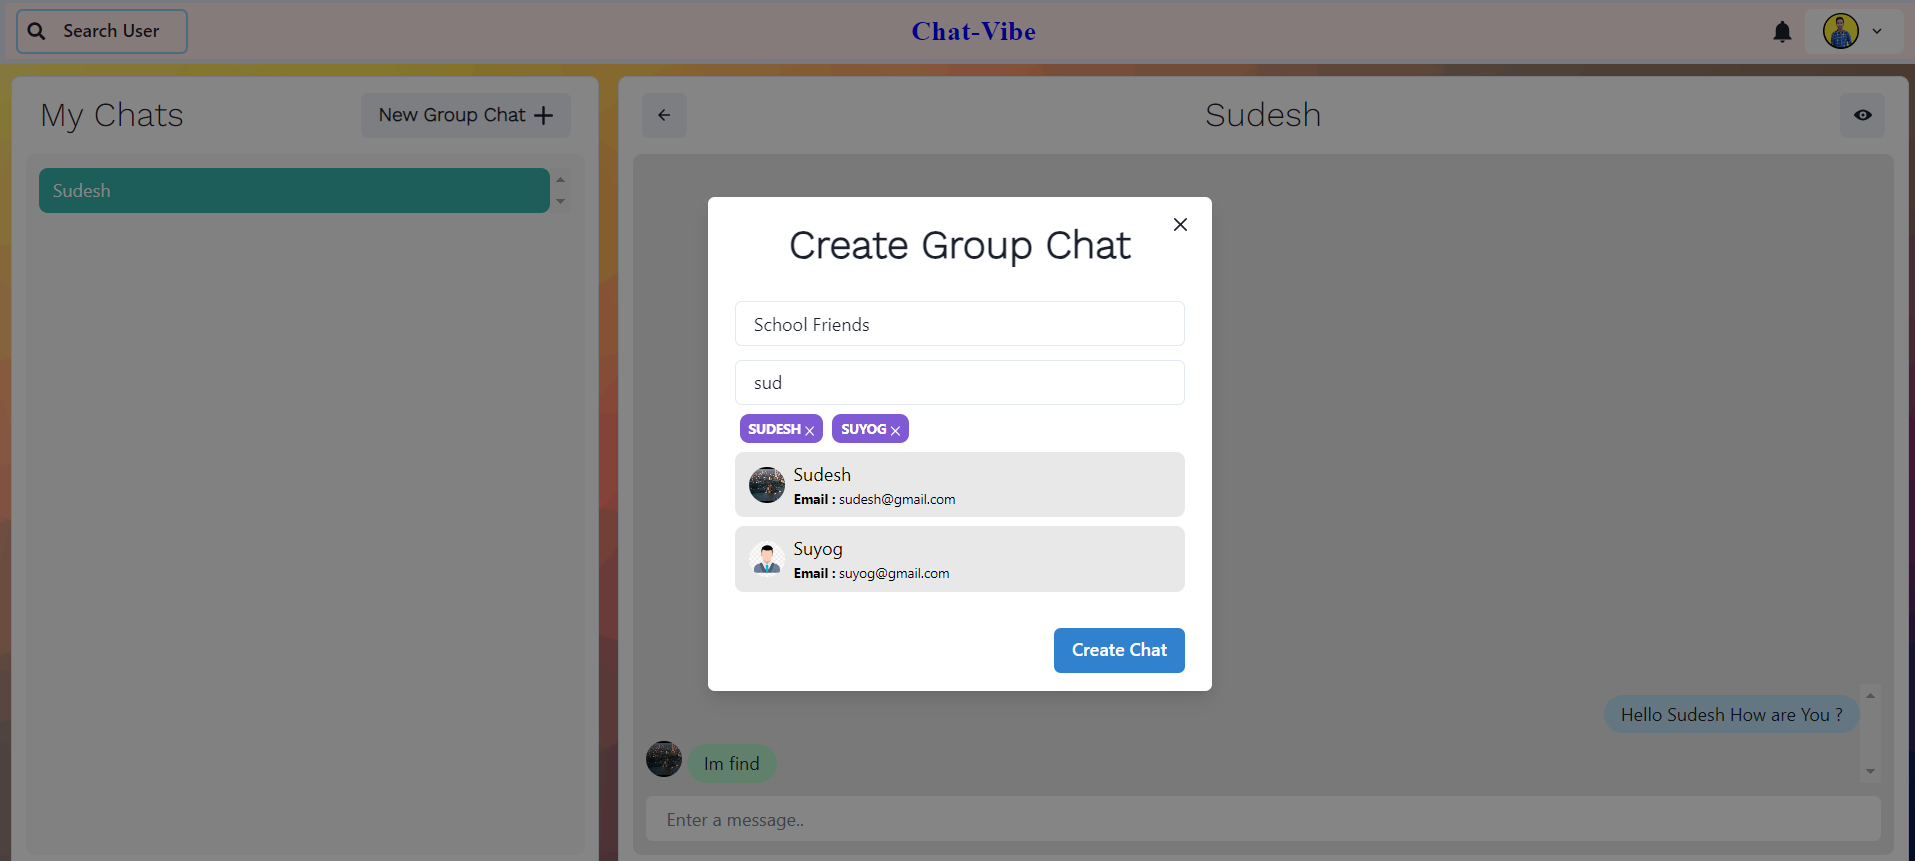 Search User
Chat-Vibe
My Chats
New Group Chat
Sudesh
Sudesh
Create Group Chat
School Friends
sud
SUDESH
SUYOG
Sudesh
Email : sudesh@gmail.com
Suyog
Email : suyog@gmail.com
Create Chat
Hello Sudesh How are You ?
Im find
Enter a message..